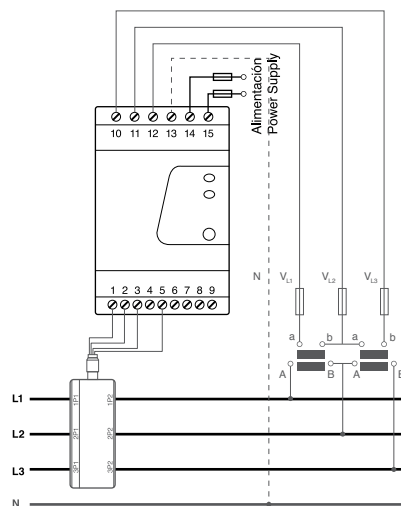 10 11 12 13 14 15
Alimentación
Power Supply
1 2 3 4 5 6 7 8 9
N
VL1 VL2 VL3
a b a b
A B A B
L1
1P1 1P2
L2
2P1 2P2
L3
3P1 3P2
N